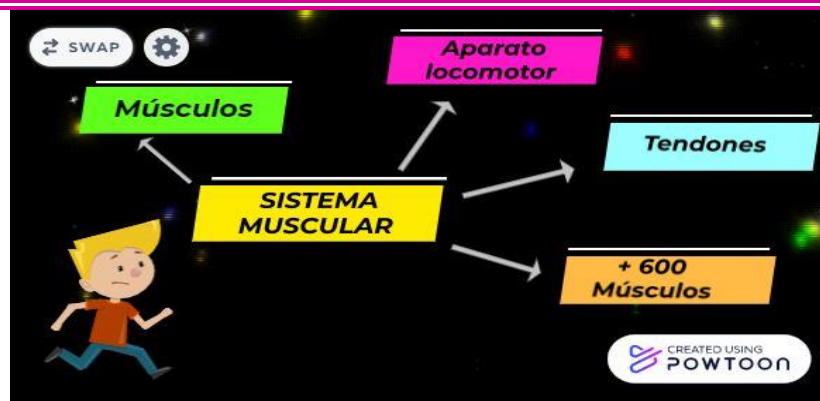 SWAP
Aparato
locomotor
Músculos
Tendones
SISTEMA
MUSCULAR
+ 600
Músculos
CREATED USING
POWTOON